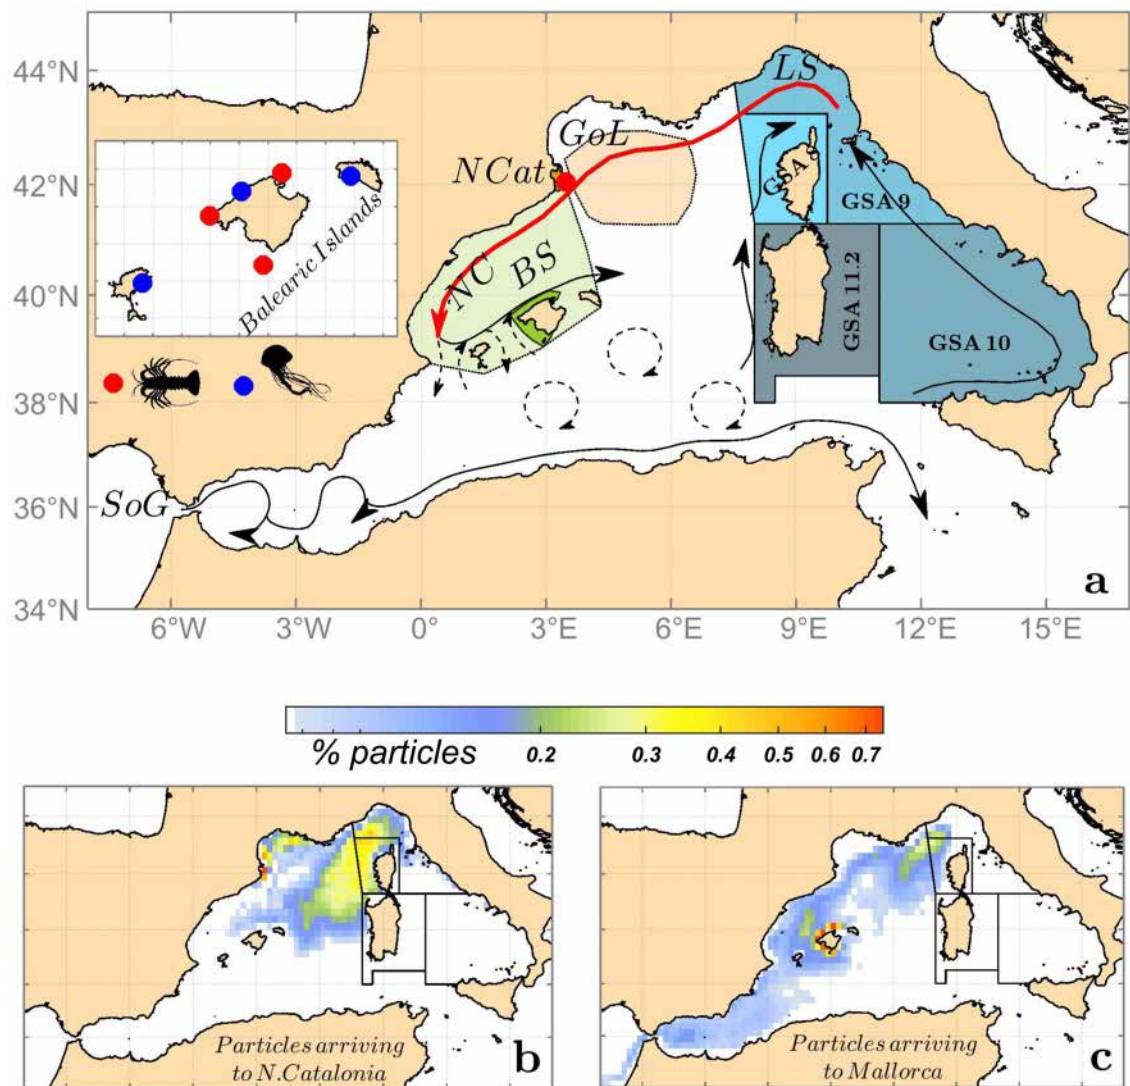 44°N
42°N
40°N
38°N
36°N
34°N
6°W 3°W 0 3°E 6°E 9°E 12°E 15°E
LS
GoL
NCat
GSA
GSA 9
NC
BS
Balearic Islands
GSA 11.2
GSA 10
SoG
a
% particles 0.2 0.3 0.4 0.5 0.6 0.7
Particles arriving
to N.Catalonia
b
Particles arriving
to Mallorca
c